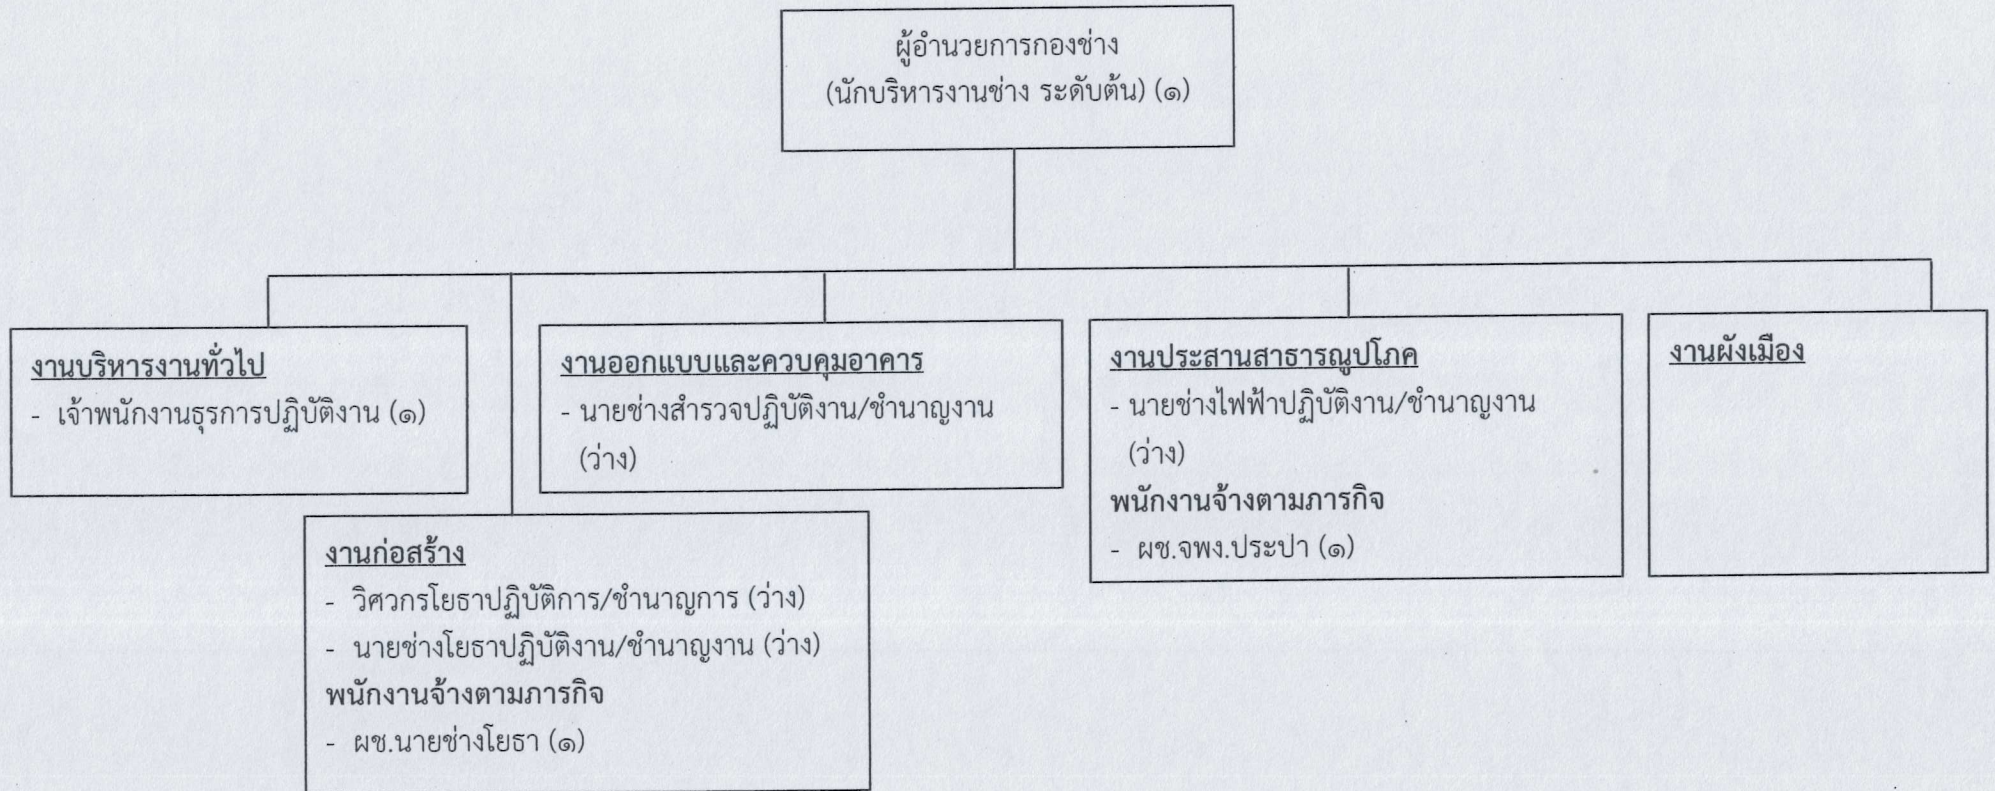 ผู้อำนวยการกองช่าง
(นักบริหารงานช่าง ระดับต้น) (๑)
งานบริหารงานทั่วไป
- เจ้าพนักงานธุรการปฏิบัติงาน (๑)
งานออกแบบและควบคุมอาคาร
- นายช่างสำรวจปฏิบัติงาน/ชำนาญงาน
(ว่าง)
งานประสานสาธารณูปโภค
- นายช่างไฟฟ้าปฏิบัติงาน/ชำนาญงาน
(ว่าง)
พนักงานจ้างตามภารกิจ
- ผช.จพง.ประปา (๑)
งานผังเมือง
งานก่อสร้าง
- วิศวกรโยธาปฏิบัติการ/ชำนาญการ (ว่าง)
- นายช่างโยธาปฏิบัติงาน/ชำนาญงาน (ว่าง)
พนักงานจ้างตามภารกิจ
- ผช.นายช่างโยธา (๑)